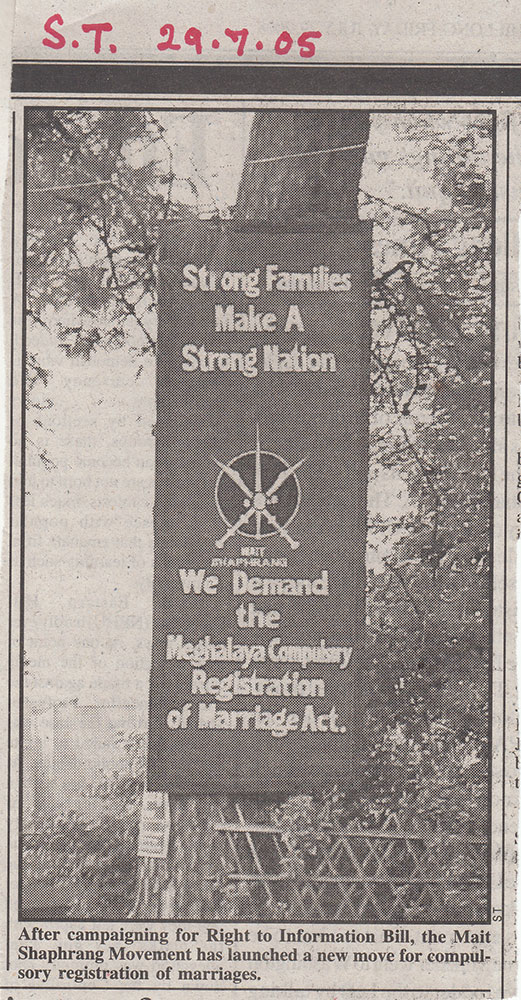 S.T. 29.7.05
Strong Families
Make A
Strong Nation
MAIT
SHAPHRANG
We Demand
the
Meghalaya Compulsry
Registration
of Marriage Act.
ST
After campaigning for Right to Information Bill, the Mait
Shaphrang Movement has launched a new move for compul-
sory registration of marriages.